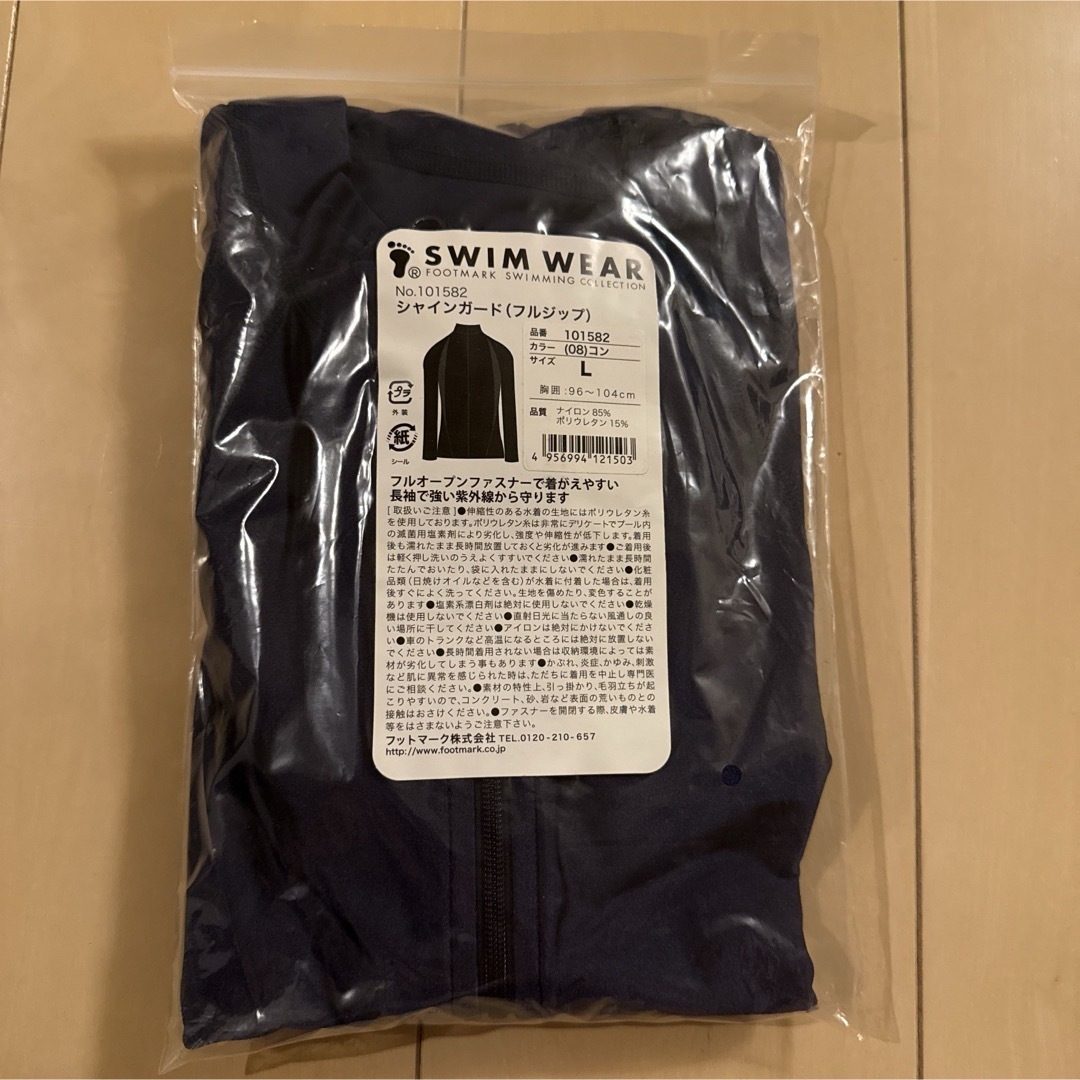 SWIM WEAR
® FOOTMARK SWIMMING COLLECTION
No.101582
シャインガード(フルジップ)
品番 101582
カラー (08)コン
サイズ L
胸囲:96〜104cm
品質 ナイロン85%
ポリウレタン15%
4 956994 121503
プラ
外装
紙
シール
フルオープンファスナーで着がえやすい
長袖で強い紫外線から守ります
[取扱いご注意]●伸縮性のある水着の生地にはポリウレタン糸
を使用しております。ポリウレタン糸は非常にデリケートでプール内
の滅菌用塩素剤により劣化し、強度や伸縮性が低下します。着用
後も濡れたまま長時間放置しておくと劣化が進みます●ご着用後
は軽く押し洗いのうえよくすすいでください●濡れたまま長時間
たたんでおいたり、袋に入れたままにしないでください●化粧
品類(日焼けオイルなどを含む)が水着に付着した場合は、着用
後すぐによく洗ってください。生地を傷めたり、変色することが
あります●塩素系漂白剤は絶対に使用しないでください●乾燥
機は使用しないでください●直射日光に当たらない風通しの良
い場所に干してください●アイロンは絶対にかけないでください
●車のトランクなど高温になるところには絶対に放置しない
でください●長時間着用されない場合は収納環境によっては素
材が劣化してしまう事もあります●かぶれ、炎症、かゆみ、刺激
など肌に異常を感じられた時は、ただちに着用を中止し専門医
にご相談ください。●素材の特性上、引っ掛かり、毛羽立ちが起
こりやすいので、コンクリート、砂、岩など表面の荒いものとの
接触はおさけください。●ファスナーを開閉する際、皮膚や水着
等をはさまないようご注意下さい。
フットマーク株式会社 TEL.0120-210-657
http://www.footmark.co.jp